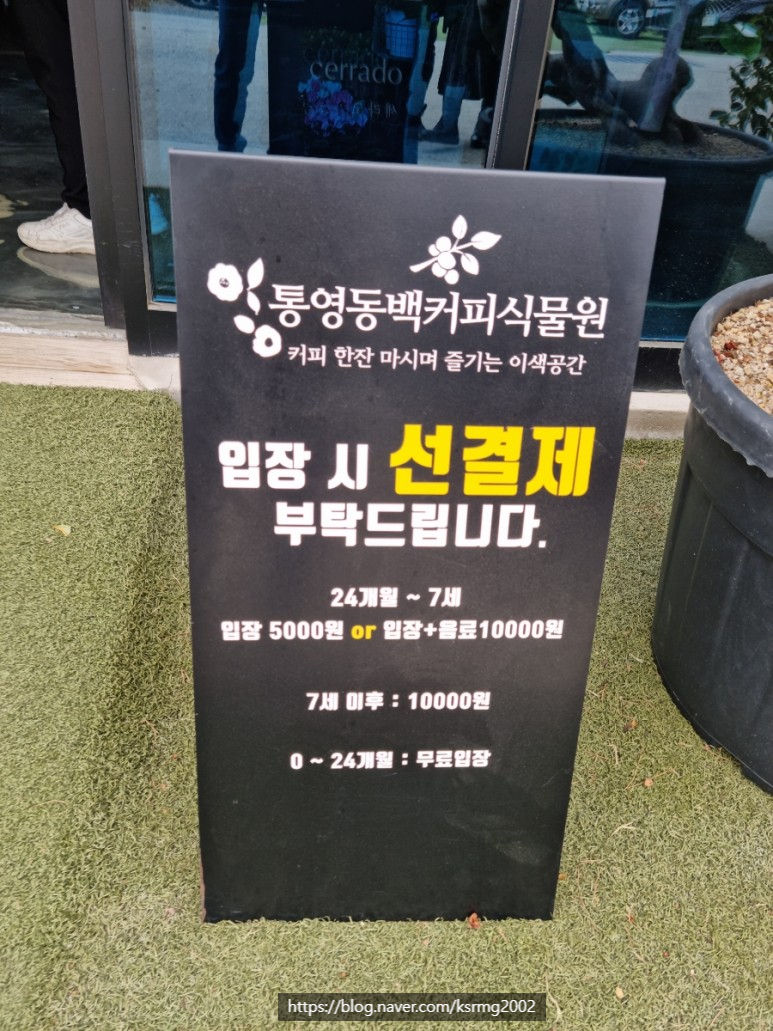 cerrado
통영동백커피식물원
커피 한잔 마시며 즐기는 이색공간
입장 시 선결제
부탁드립니다.
24개월 ~ 7세
입장 5000원 or 입장+음료10000원
7세 이후 : 10000원
0 ~ 24개월 : 무료입장
https://blog.naver.com/ksrmg2002